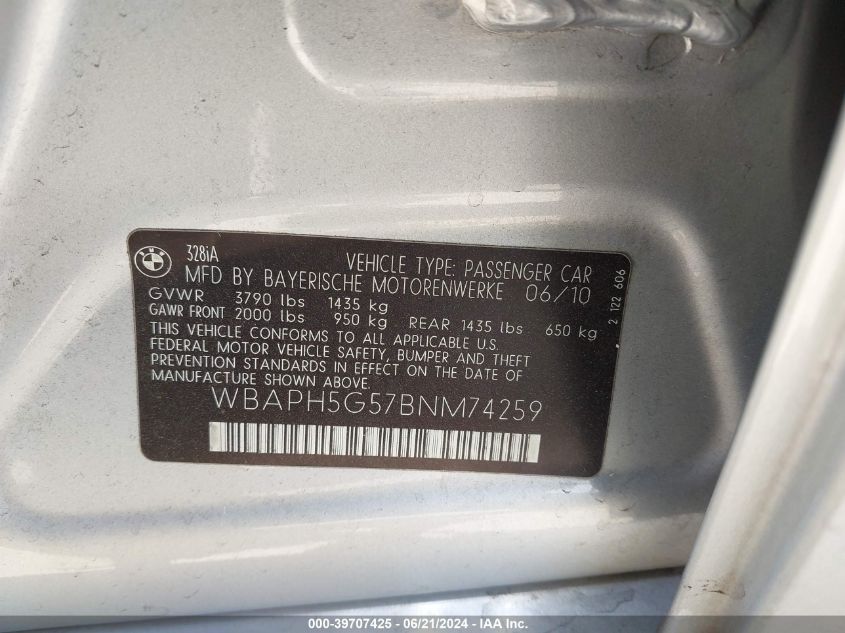 BMW
328iA
VEHICLE TYPE: PASSENGER CAR
MFD BY BAYERISCHE MOTORENWERKE 06/10
GVWR 3790 lbs 1435 kg
GAWR FRONT 2000 lbs 950 kg REAR 1435 lbs 650 kg
THIS VEHICLE CONFORMS TO ALL APPLICABLE U.S.
FEDERAL MOTOR VEHICLE SAFETY, BUMPER AND THEFT
PREVENTION STANDARDS IN EFFECT ON THE DATE OF
MANUFACTURE SHOWN ABOVE.
WBAPH5G57BNM74259
2 122 606
000-39707425 - 06/21/2024 - IAA Inc.